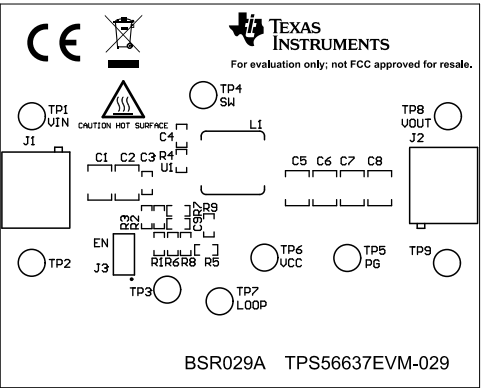 CE
TEXAS
INSTRUMENTS
For evaluation only; not FCC approved for resale.
CAUTION HOT SURFACE
TP4
SW
TP1
VIN
J1
TP8
VOUT
J2
L1
C4
R4
U1
C1
C2
C3
C5
C6
C7
C8
R3
R2
C9
R7
R9
EN
J3
R1
R6
R8
R5
TP2
TP3
TP7
LOOP
TP6
VCC
TP5
PG
TP9
BSR029A TPS56637EVM-029